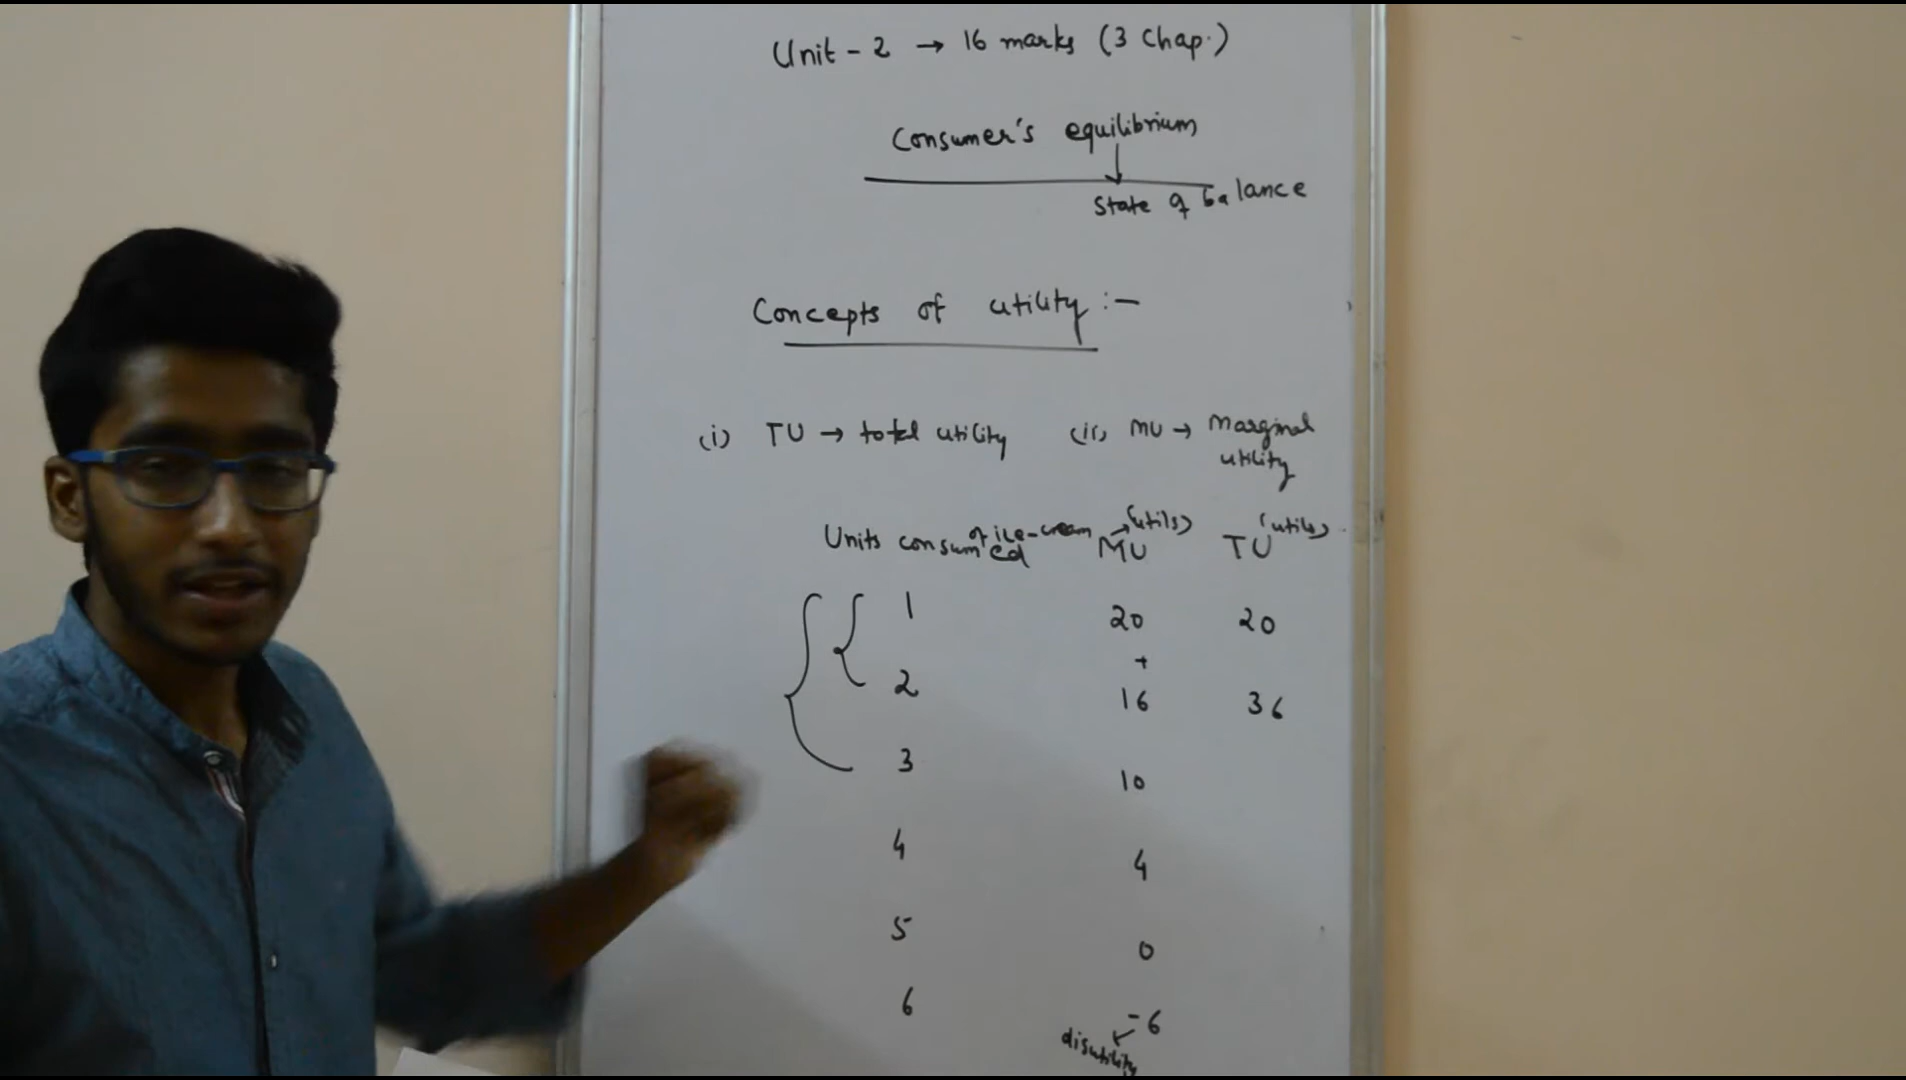 Unit - 2 → 16 marks (3 Chap.)
Consumer's equilibrium
State of balance
Concepts of utility :-
(i) TU → total utility (ii) MU → Marginal utility
Units consumed of ice-cream MU (utils) TU (utils)
1 20 20
+
2 16 36
3 10
4 4
5 0
6 -6
disutility